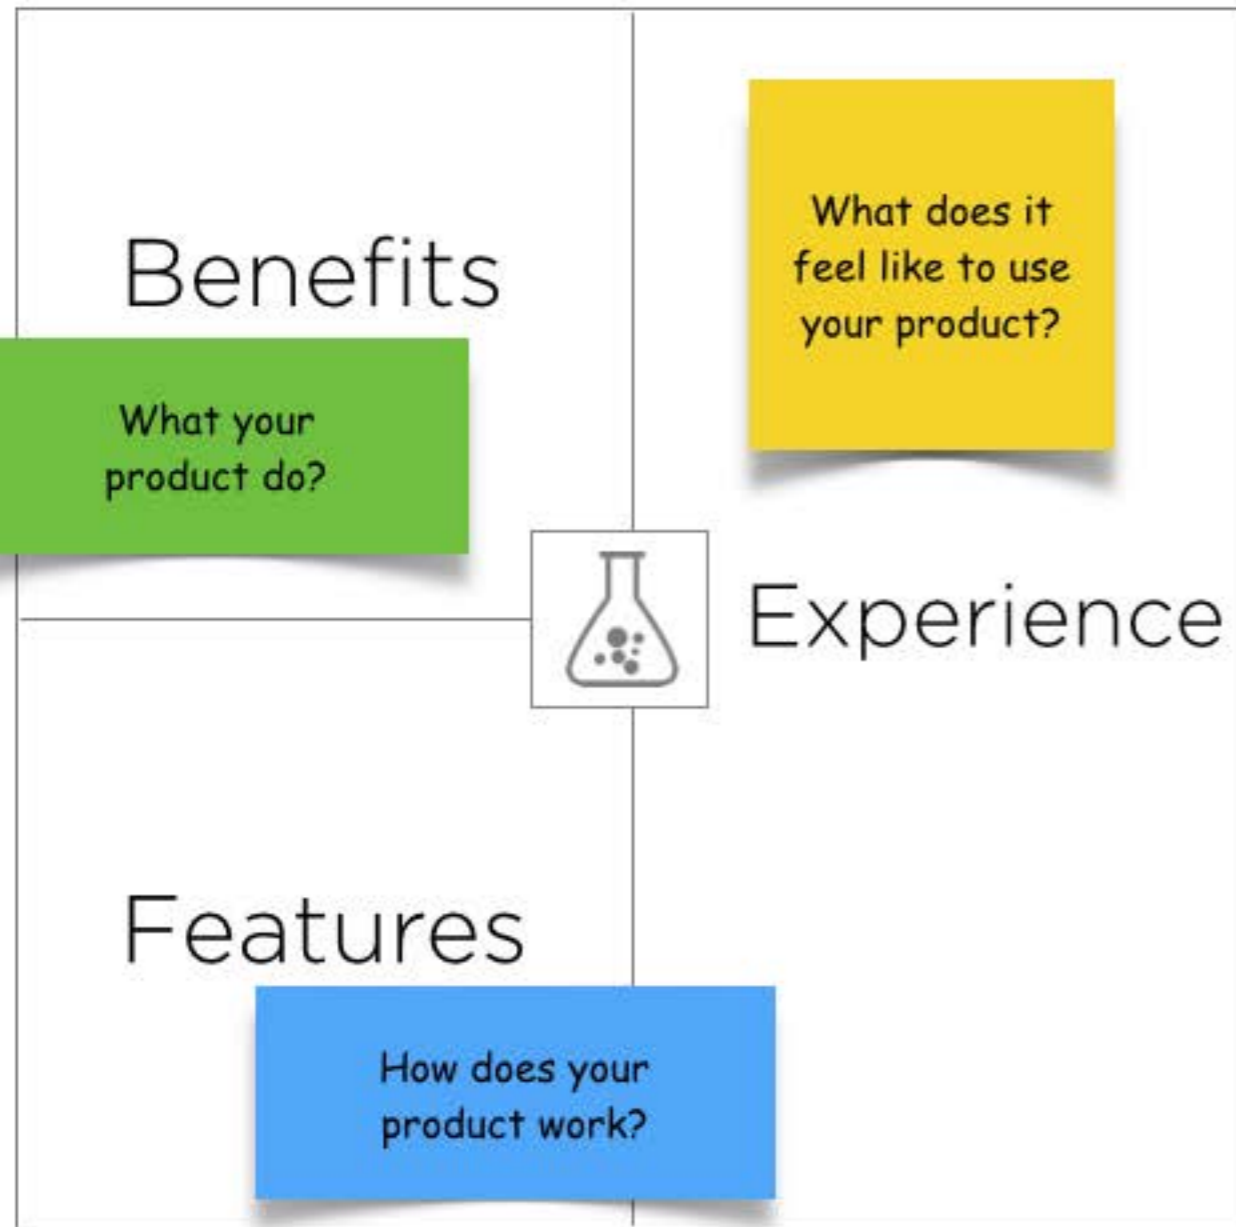 Benefits
What your
product do?
What does it
feel like to use
your product?
Experience
Features
How does your
product work?